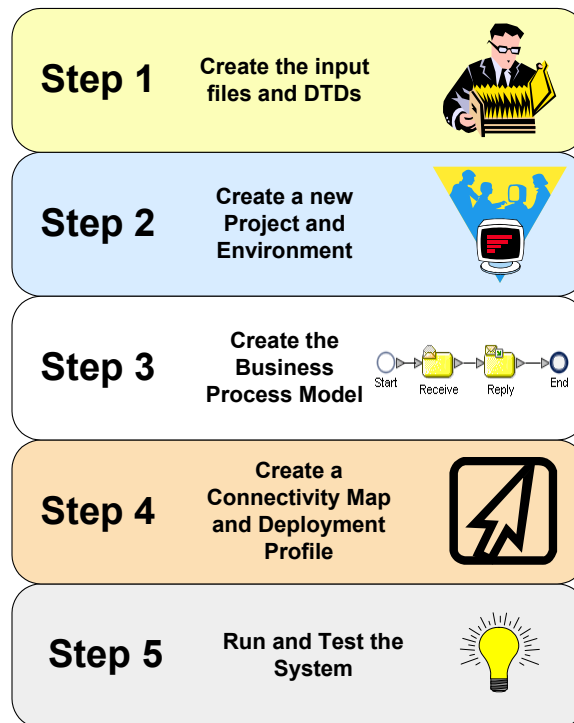 Step 1
Create the input
files and DTDs
Step 2
Create a new
Project and
Environment
Step 3
Create the
Business
Process Model
Start
Receive
Reply
End
Step 4
Create a
Connectivity Map
and Deployment
Profile
Step 5
Run and Test the
System